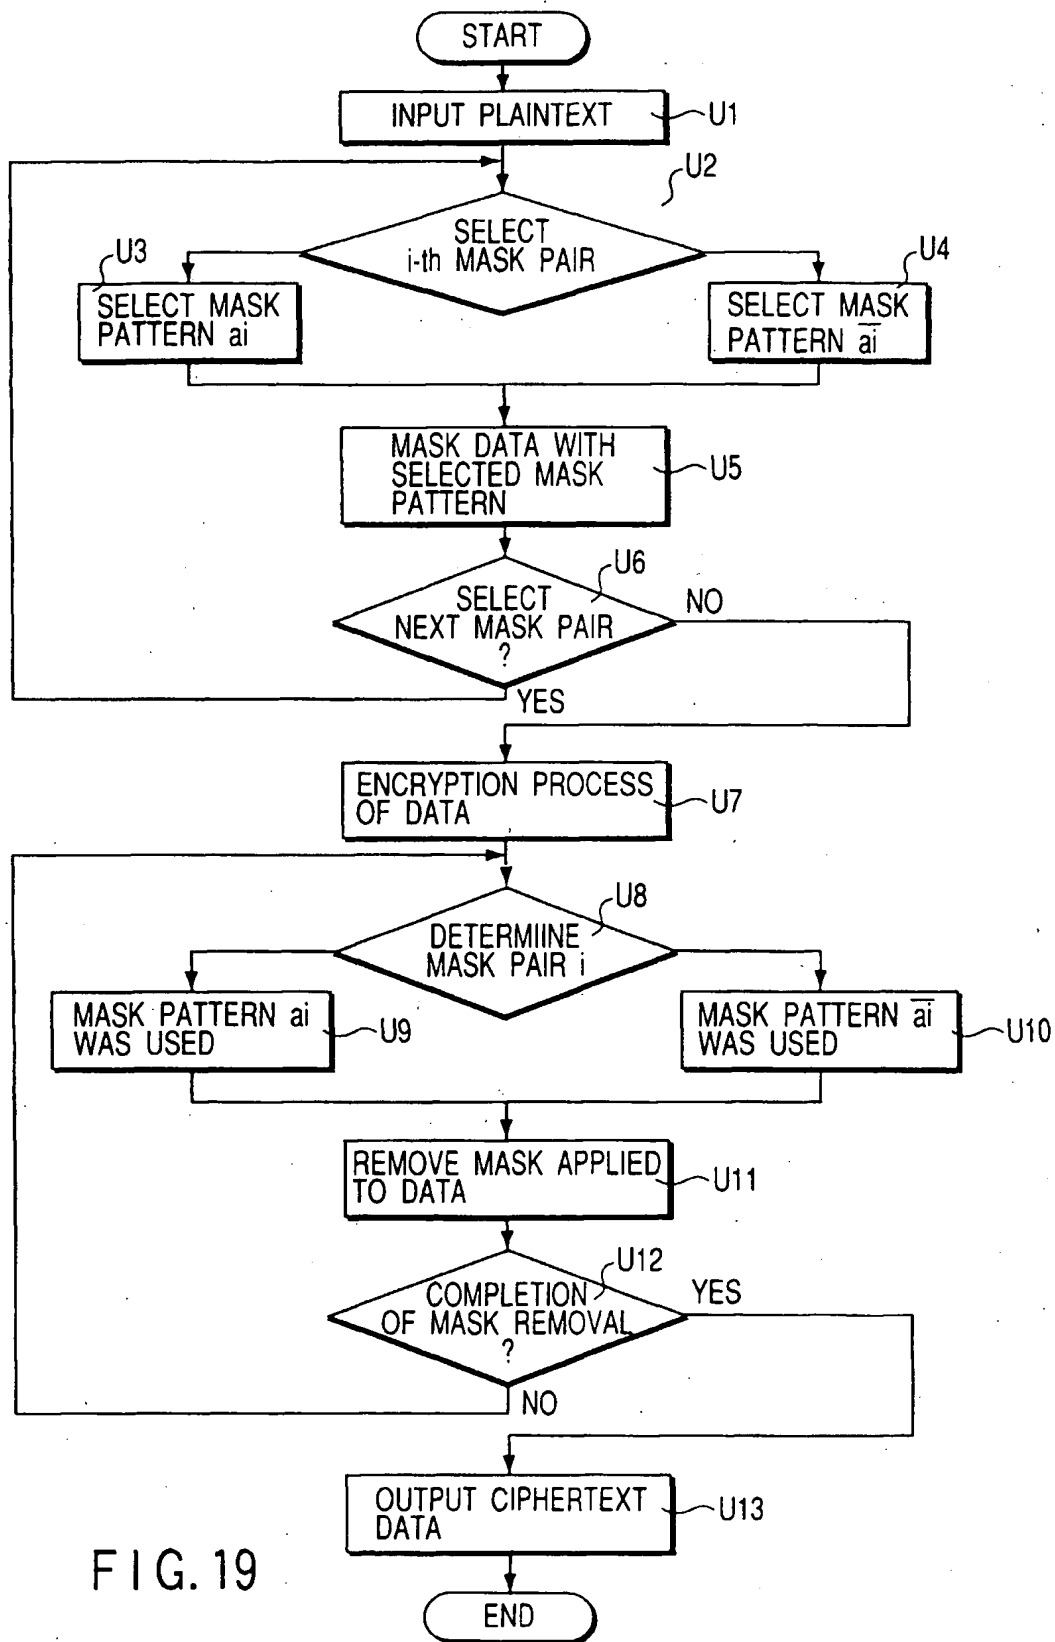 START
INPUT PLAINTEXT
U1
U2
SELECT
i-th MASK PAIR
U3
SELECT MASK
PATTERN ai
U4
SELECT MASK
PATTERN a̅i̅
MASK DATA WITH
SELECTED MASK
PATTERN
U5
U6
SELECT
NEXT MASK PAIR
?
NO
YES
ENCRYPTION PROCESS
OF DATA
U7
U8
DETERMIINE
MASK PAIR i
MASK PATTERN ai
WAS USED
U9
MASK PATTERN a̅i̅
WAS USED
U10
REMOVE MASK APPLIED
TO DATA
U11
U12
COMPLETION
OF MASK REMOVAL
?
YES
NO
OUTPUT CIPHERTEXT
DATA
U13
END
FIG. 19